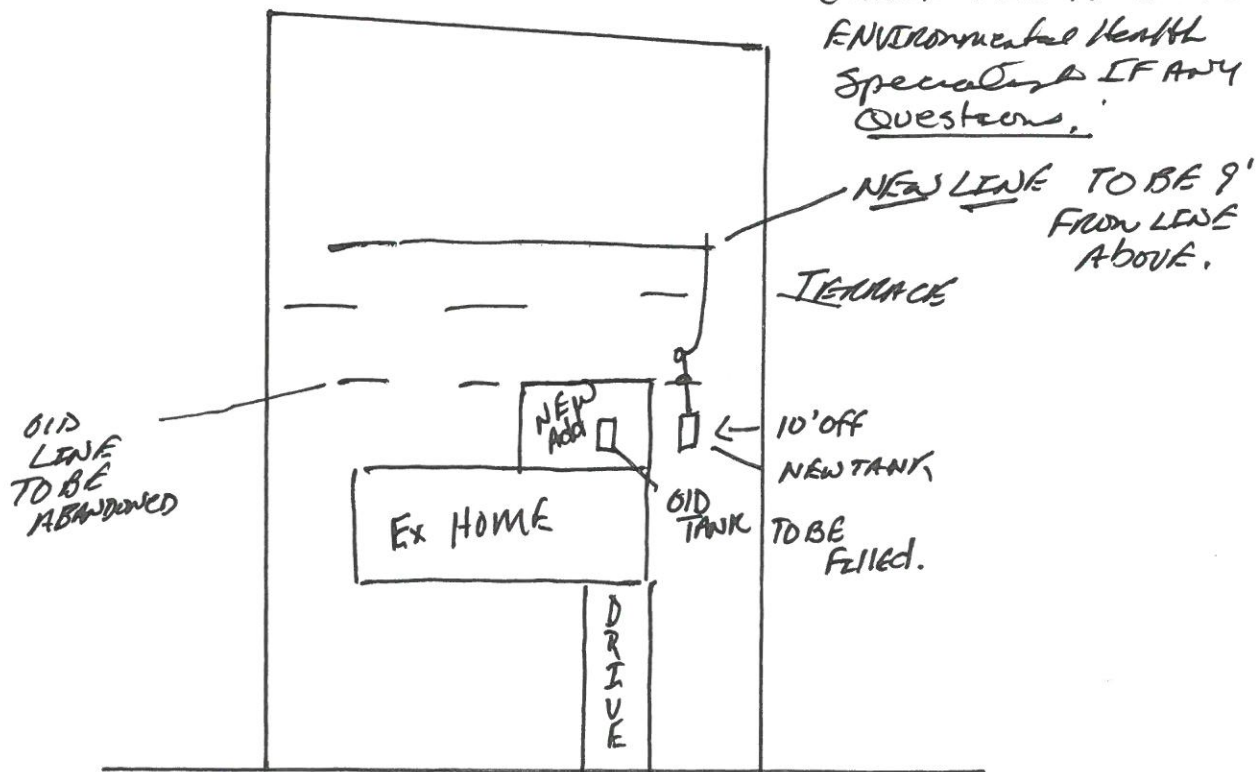 ENVIRONmental Health
Specialist IF ANY
Questions.
NEW LINE TO BE 9'
FROM LINE
ABOVE.
TERRACE
OlD
LINE
TO BE
ABANDONED
NEW
Add
10' OFF
NEW TANK
OlD
TANK TO BE
FIlled.
Ex HOME
DRIVE